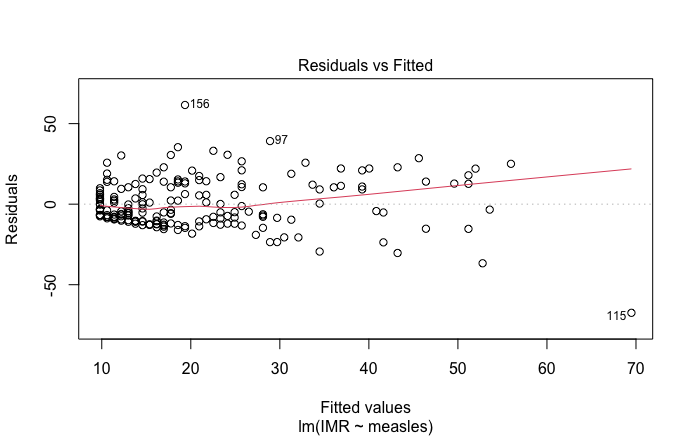 Residuals vs Fitted
Residuals
50
0
-50
156
97
115
10 20 30 40 50 60 70
Fitted values
lm(IMR ~ measles)